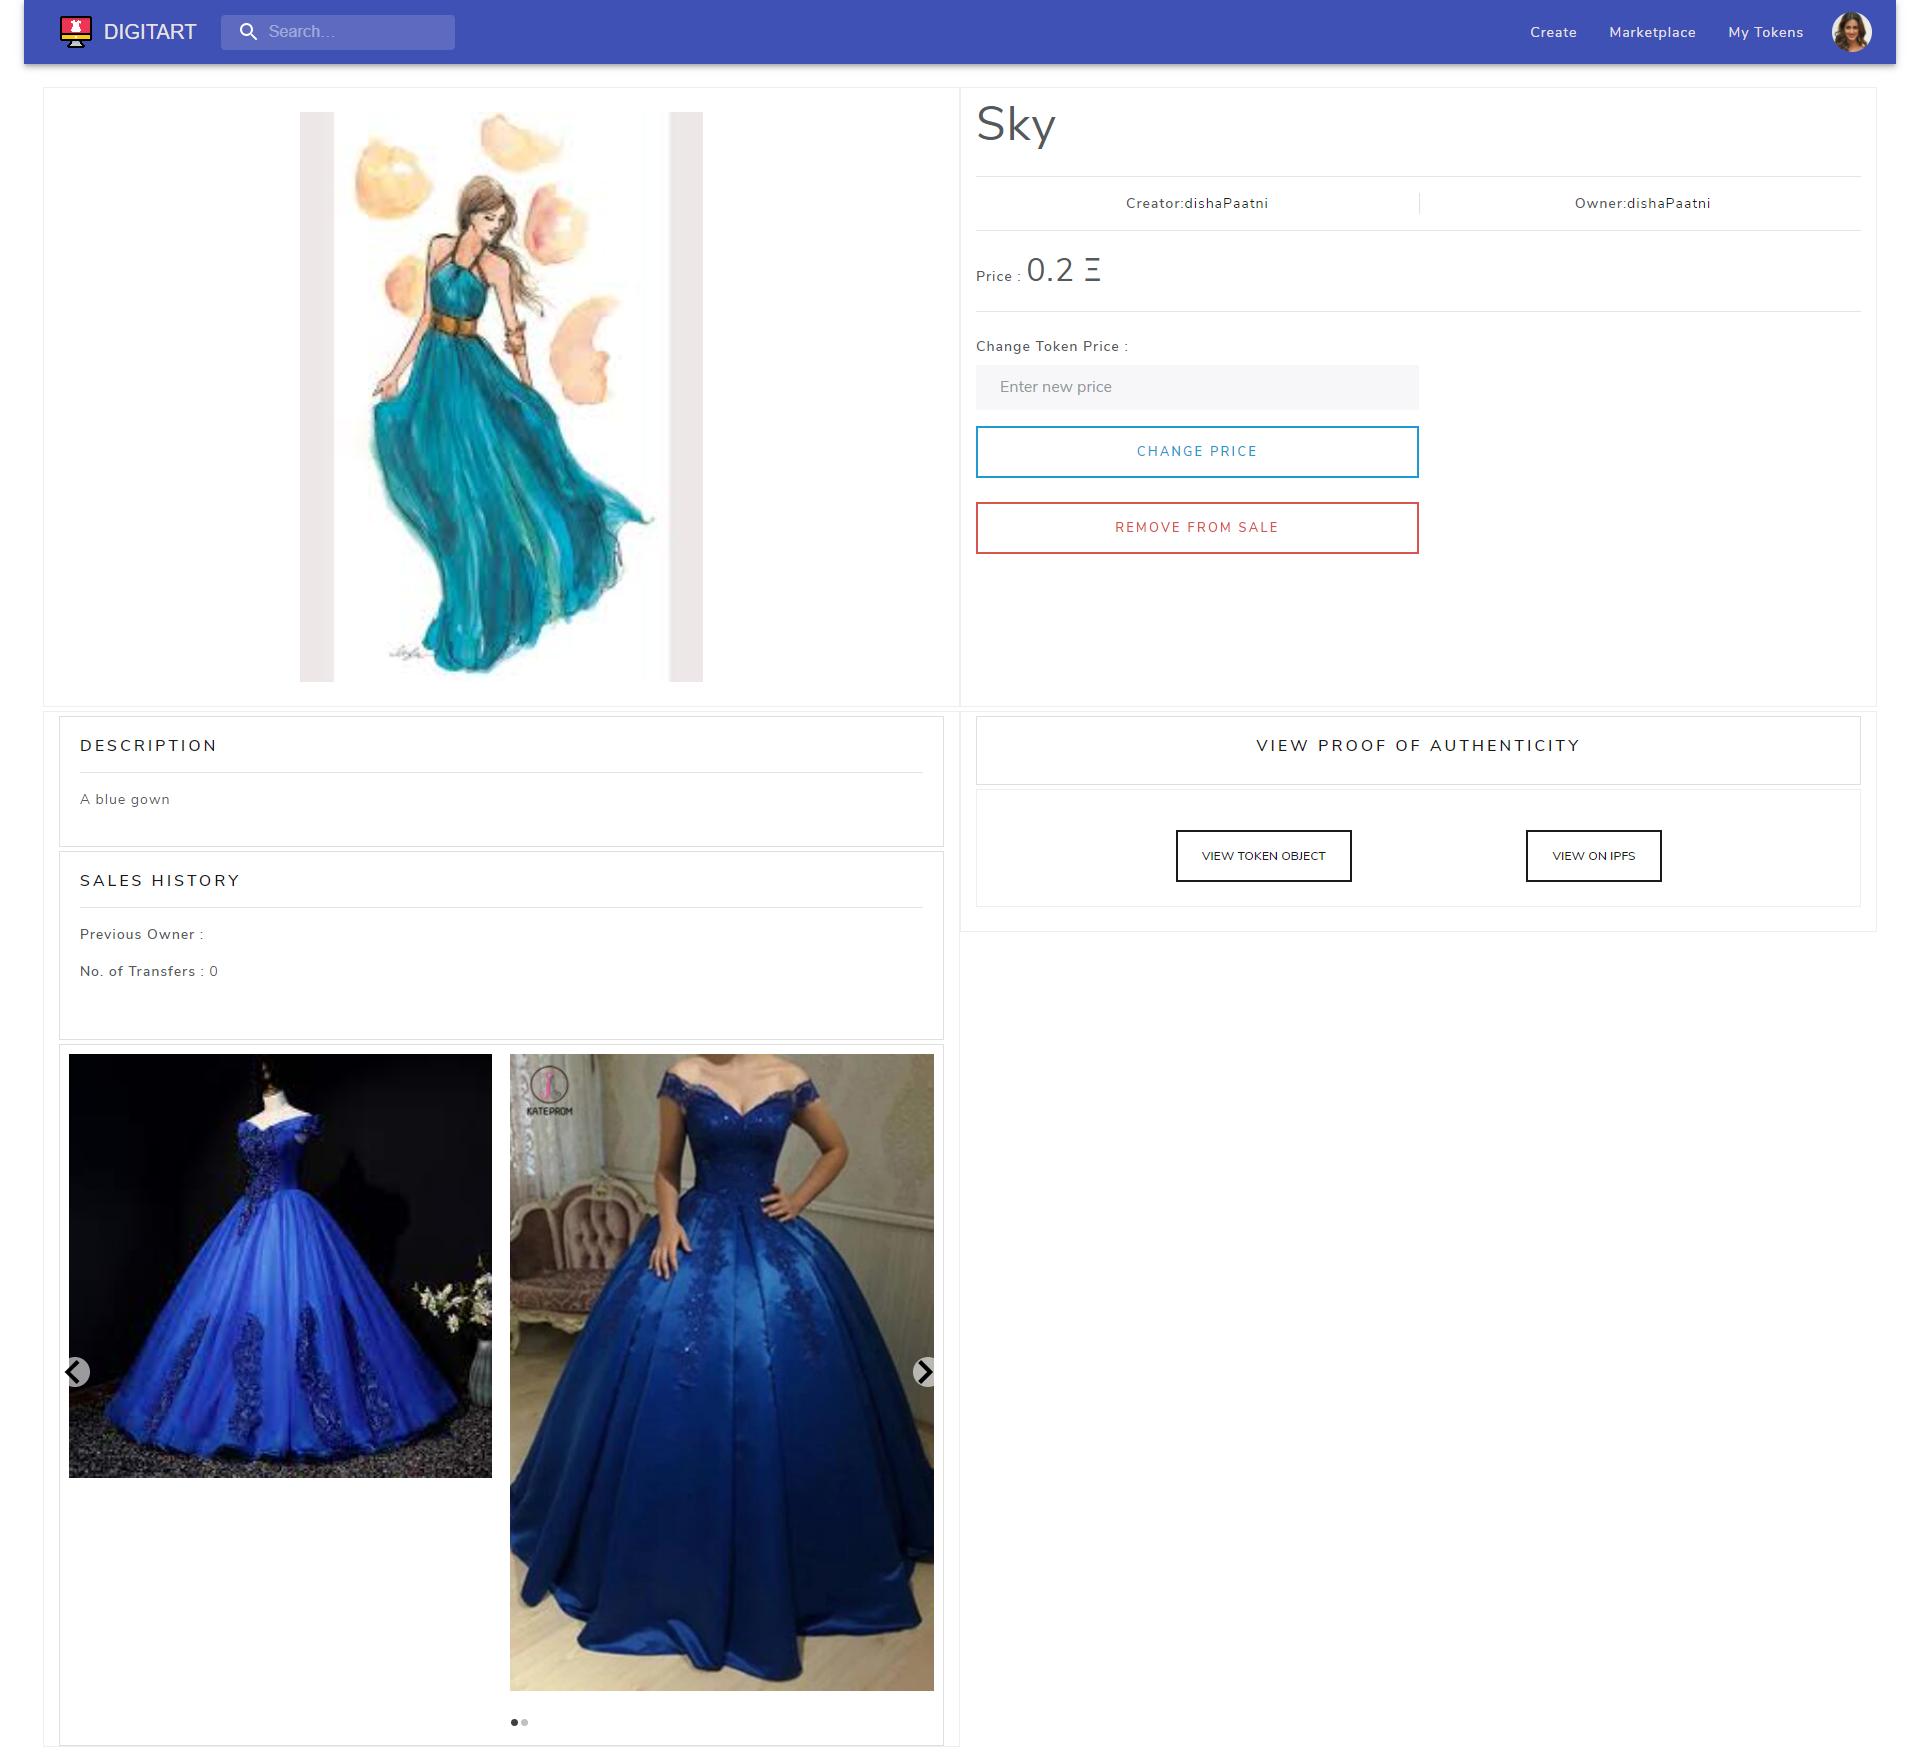 DIGITART
Search...
Create
Marketplace
My Tokens
Sky
Creator:dishaPaatni
Owner:dishaPaatni
Price : 0.2 Ξ
Change Token Price :
Enter new price
CHANGE PRICE
REMOVE FROM SALE
DESCRIPTION
A blue gown
SALES HISTORY
Previous Owner :
No. of Transfers : 0
VIEW PROOF OF AUTHENTICITY
VIEW TOKEN OBJECT
VIEW ON IPFS
KATEPROM